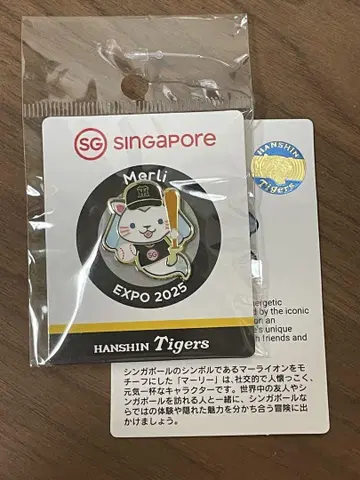 SG SINGAPORE
Merli
SG
EXPO 2025
HANSHIN Tigers
HANSHIN
Tigers
energetic
d by the iconic
on an
e's unique
h friends and
シンガポールのシンボルであるマーライオンをモ
チーフにした「マーリー」は、社交的で人懐っこく、
元気一杯なキャラクターです。世界中の友人やシ
ンガポールを訪れる人と一緒に、シンガポールな
らではの体験や隠れた魅力を分かち合う冒険に出
かけましょう。